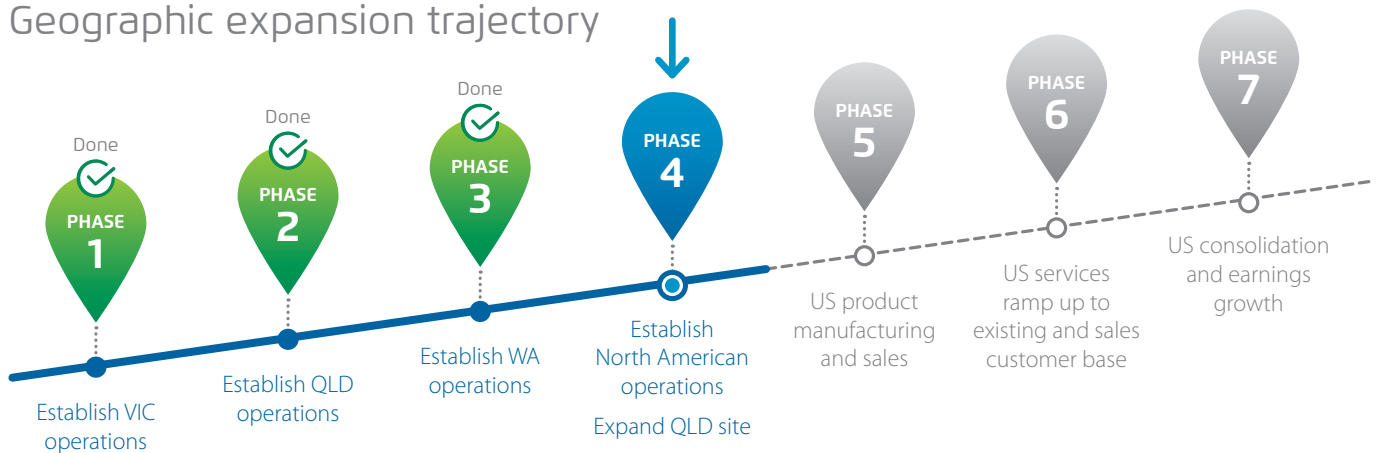 Geographic expansion trajectory
Done
PHASE
1
Establish VIC
operations
Done
PHASE
2
Establish QLD
operations
Done
PHASE
3
Establish WA
operations
PHASE
4
Establish
North American
operations
Expand QLD site
PHASE
5
US product
manufacturing
and sales
PHASE
6
US services
ramp up to
existing and sales
customer base
PHASE
7
US consolidation
and earnings
growth